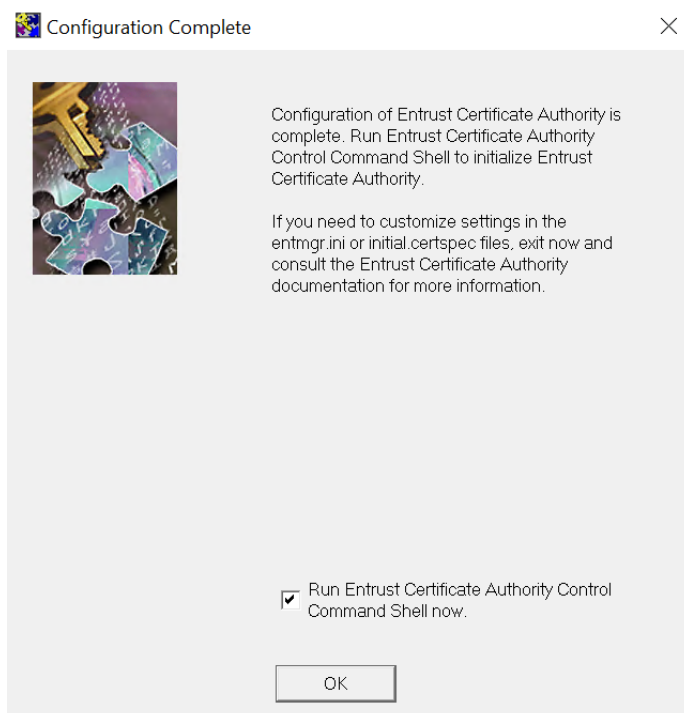 Configuration Complete
Configuration of Entrust Certificate Authority is
complete. Run Entrust Certificate Authority
Control Command Shell to initialize Entrust
Certificate Authority.
If you need to customize settings in the
entmgr.ini or initial.certspec files, exit now and
consult the Entrust Certificate Authority
documentation for more information.
Run Entrust Certificate Authority Control
Command Shell now.
OK